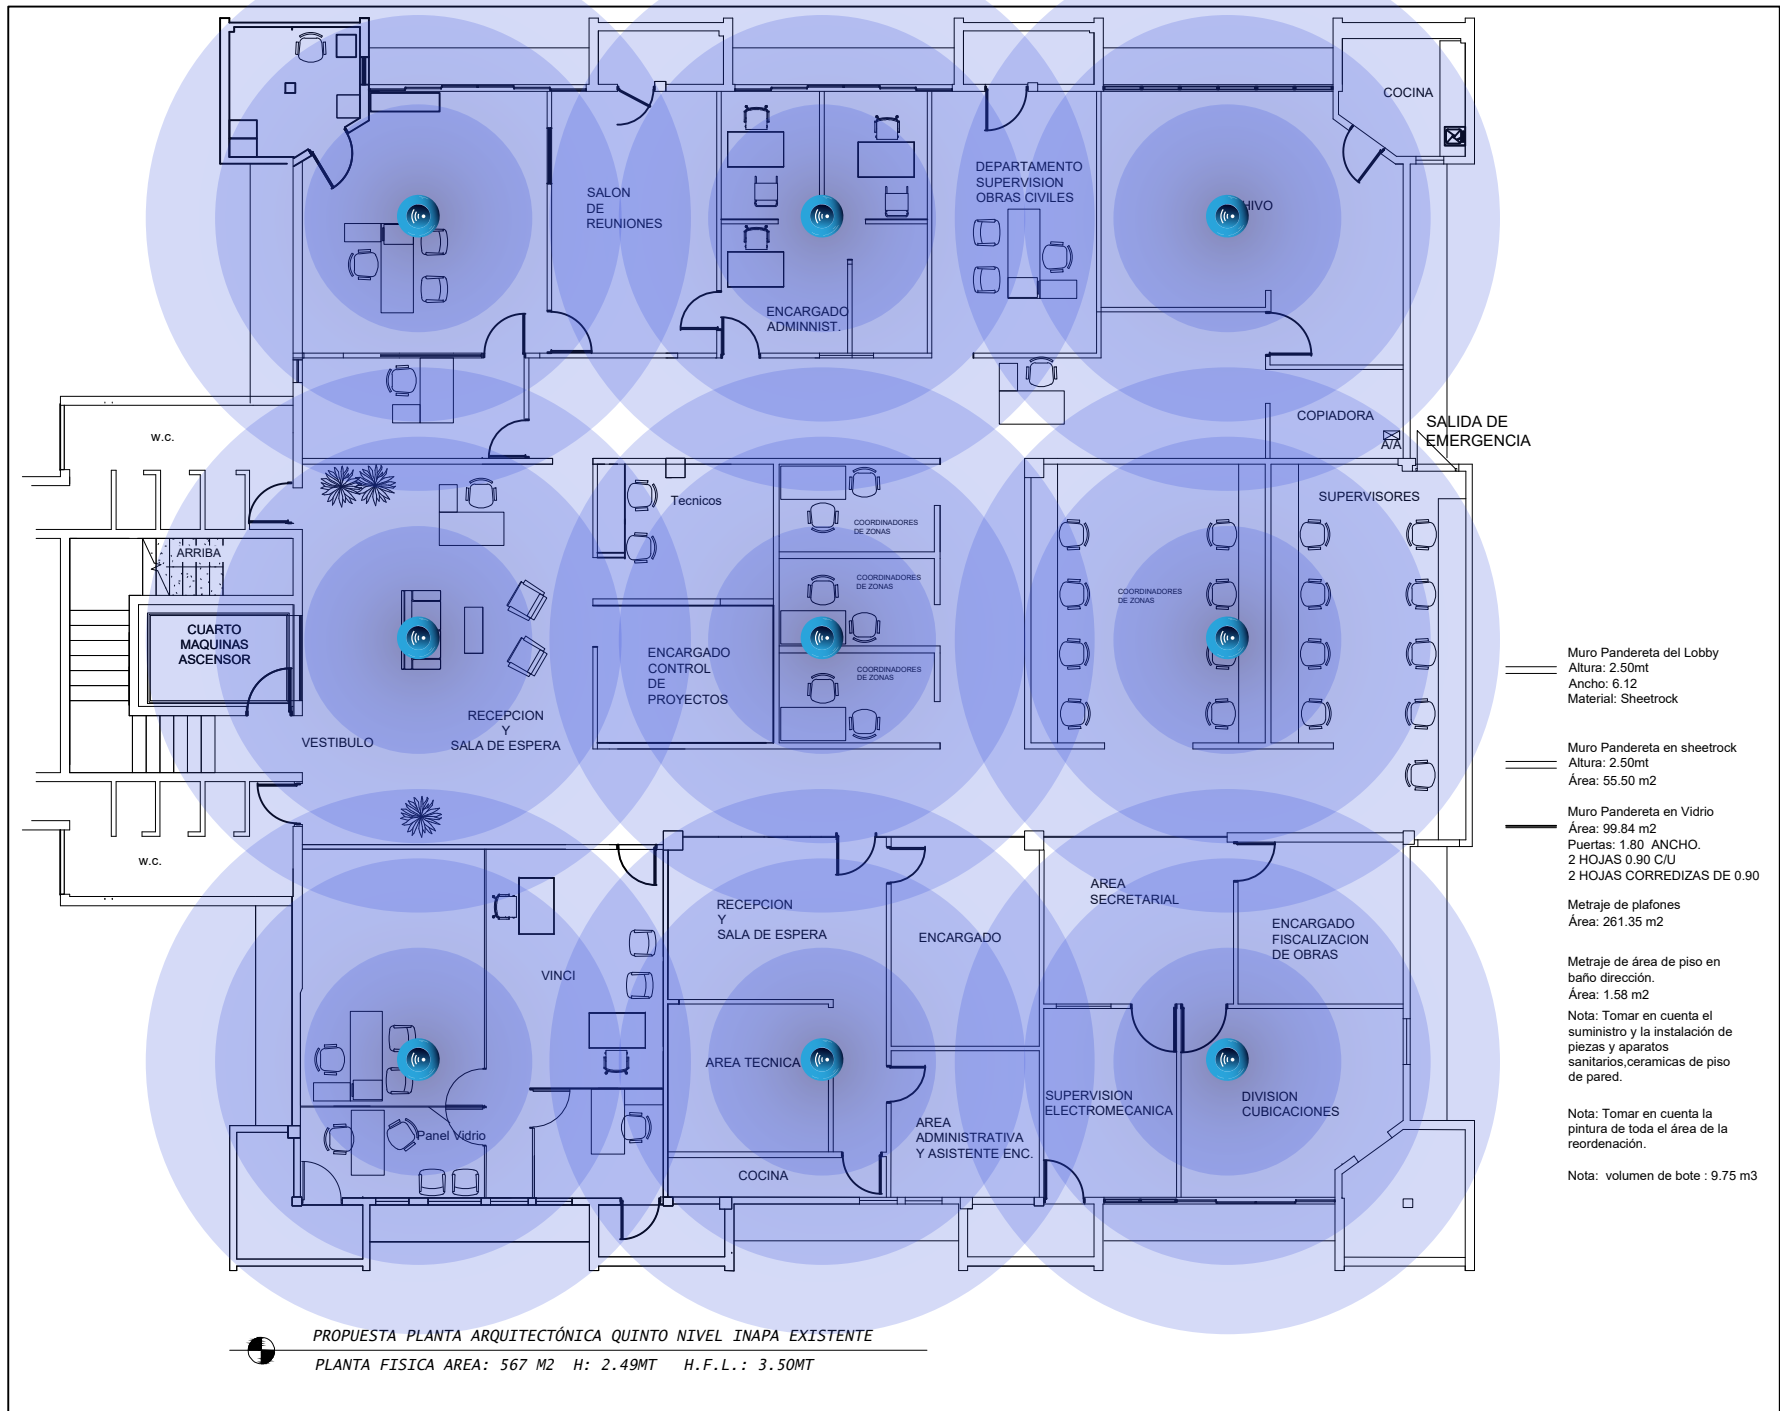 COCINA
SALON
DE
REUNIONES
DEPARTAMENTO
SUPERVISION
OBRAS CIVILES
HIVO
ENCARGADO
ADMINNIST.
COPIADORA
A/A
SALIDA DE
EMERGENCIA
w.c.
Tecnicos
SUPERVISORES
COORDINADORES
DE ZONAS
ARRIBA
COORDINADORES
DE ZONAS
COORDINADORES
DE ZONAS
CUARTO
MAQUINAS
ASCENSOR
ENCARGADO
CONTROL
DE
PROYECTOS
COORDINADORES
DE ZONAS
RECEPCION
Y
SALA DE ESPERA
VESTIBULO
w.c.
RECEPCION
Y
SALA DE ESPERA
ENCARGADO
AREA
SECRETARIAL
ENCARGADO
FISCALIZACION
DE OBRAS
VINCI
AREA TECNICA
SUPERVISION
ELECTROMECANICA
DIVISION
CUBICACIONES
Panel Vidrio
AREA
ADMINISTRATIVA
Y ASISTENTE ENC.
COCINA
Muro Pandereta del Lobby
Altura: 2.50mt
Ancho: 6.12
Material: Sheetrock
Muro Pandereta en sheetrock
Altura: 2.50mt
Área: 55.50 m2
Muro Pandereta en Vidrio
Área: 99.84 m2
Puertas: 1.80 ANCHO.
2 HOJAS 0.90 C/U
2 HOJAS CORREDIZAS DE 0.90
Metraje de plafones
Área: 261.35 m2
Metraje de área de piso en
baño dirección.
Área: 1.58 m2
Nota: Tomar en cuenta el
suministro y la instalación de
piezas y aparatos
sanitarios,ceramicas de piso
de pared.
Nota: Tomar en cuenta la
pintura de toda el área de la
reordenación.
Nota: volumen de bote : 9.75 m3
PROPUESTA PLANTA ARQUITECTÓNICA QUINTO NIVEL INAPA EXISTENTE
PLANTA FISICA AREA: 567 M2 H: 2.49MT H.F.L.: 3.50MT